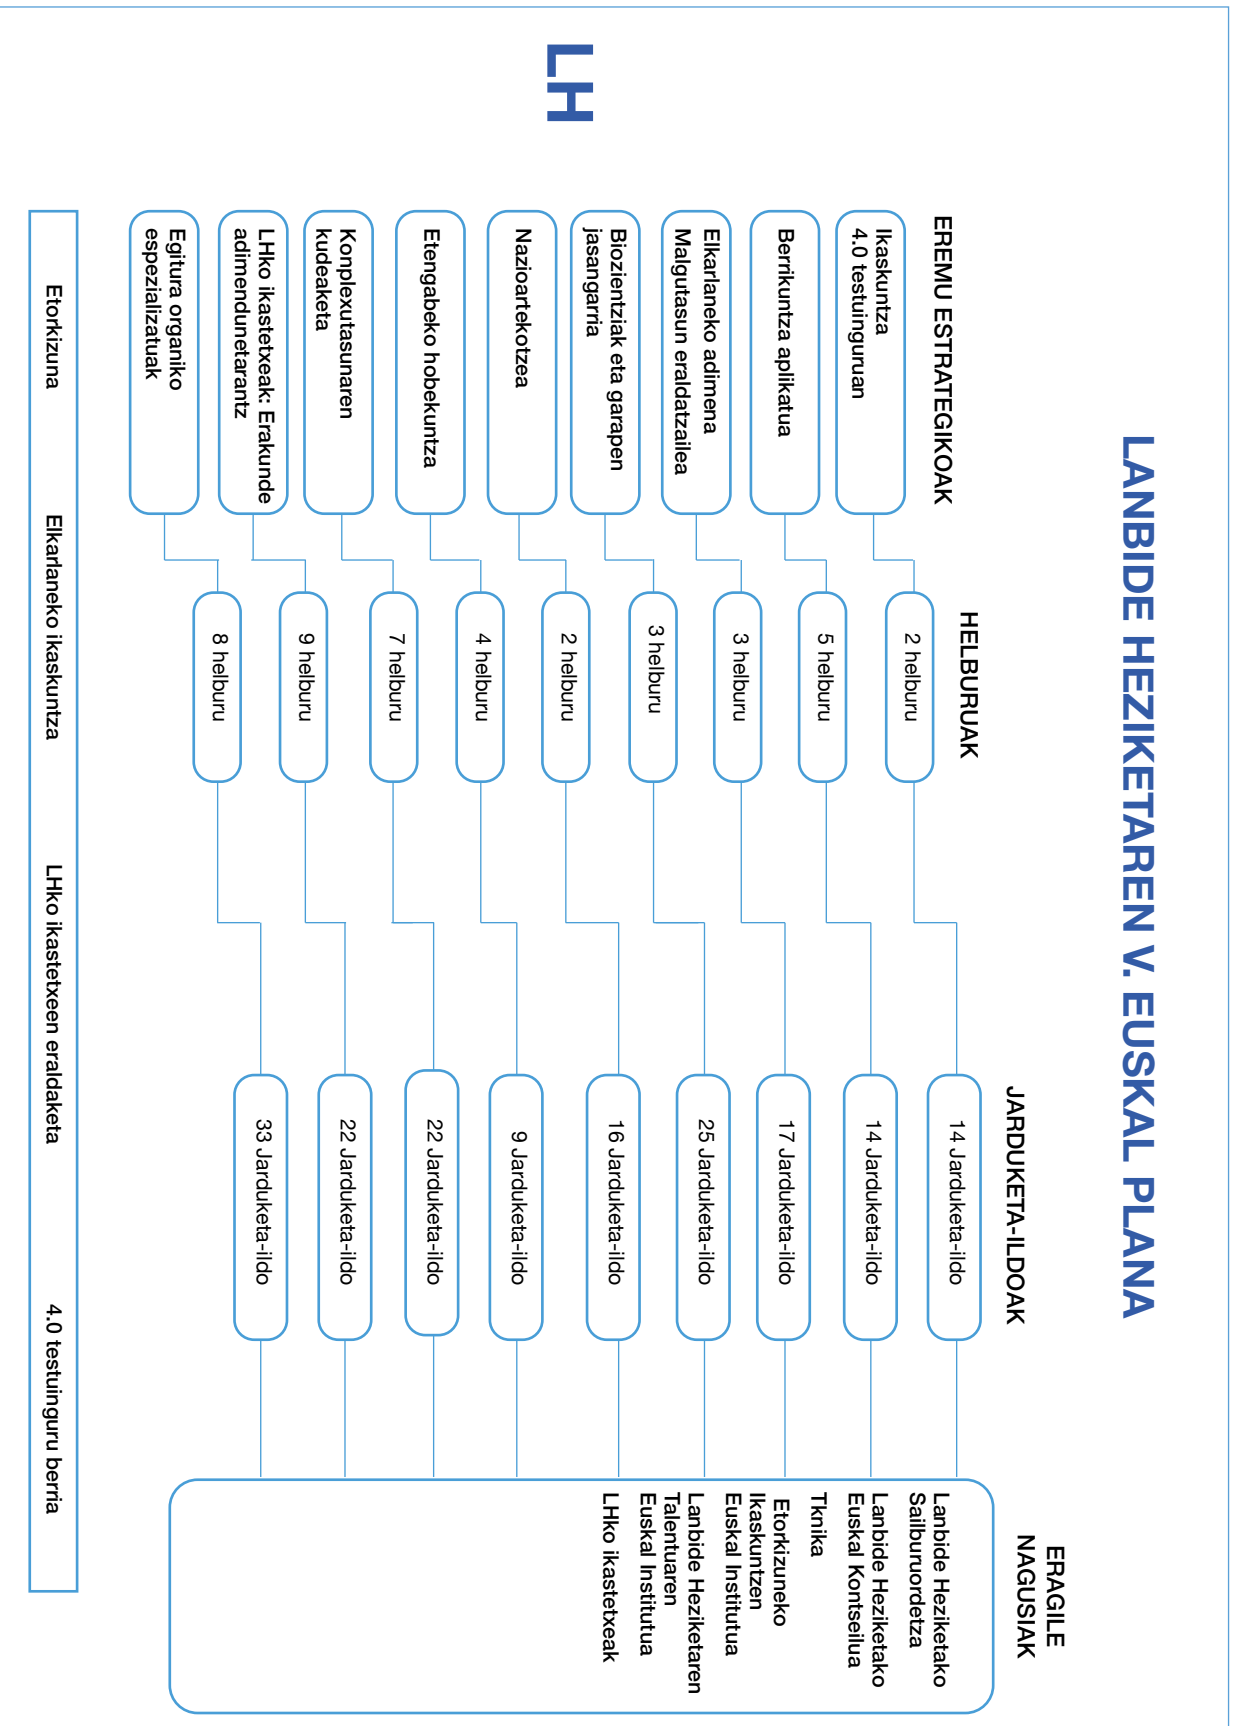 LANBIDE HEZIKETAREN V. EUSKAL PLANA
LH
EREMU ESTRATEGIKOAK
Ikaskuntza
4.0 testuinguruan
Berrikuntza aplikatua
Elkarlaneko adimena
Malgutasun eraldatzailea
Biozientziak eta garapen
jasangarria
Nazioartekotzea
Etengabeko hobekuntza
Konplexutasunaren
kudeaketa
LHko ikastetxeak: Erakunde
adimendunetarantz
Egitura organiko
espezializatuak
HELBURUAK
2 helburu
5 helburu
3 helburu
3 helburu
2 helburu
4 helburu
7 helburu
9 helburu
8 helburu
JARDUKETA-ILDOAK
14 Jarduketa-ildo
14 Jarduketa-ildo
17 Jarduketa-ildo
25 Jarduketa-ildo
16 Jarduketa-ildo
9 Jarduketa-ildo
22 Jarduketa-ildo
22 Jarduketa-ildo
33 Jarduketa-ildo
ERAGILE
NAGUSIAK
Lanbide Heziketako
Sailburuordetza
Lanbide Heziketako
Euskal Kontseilua
Tknika
Etorkizuneko
Ikaskuntzen
Euskal Institutua
Lanbide Heziketaren
Talentuaren
Euskal Institutua
LHko ikastetxeak
Etorkizuna
Elkarlaneko ikaskuntza
LHko ikastetxeen eraldaketa
4.0 testuinguru berria